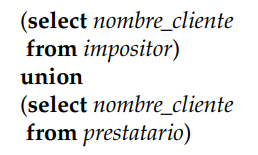 (select nombre_cliente
from impositor)
union
(select nombre_cliente
from prestatario)